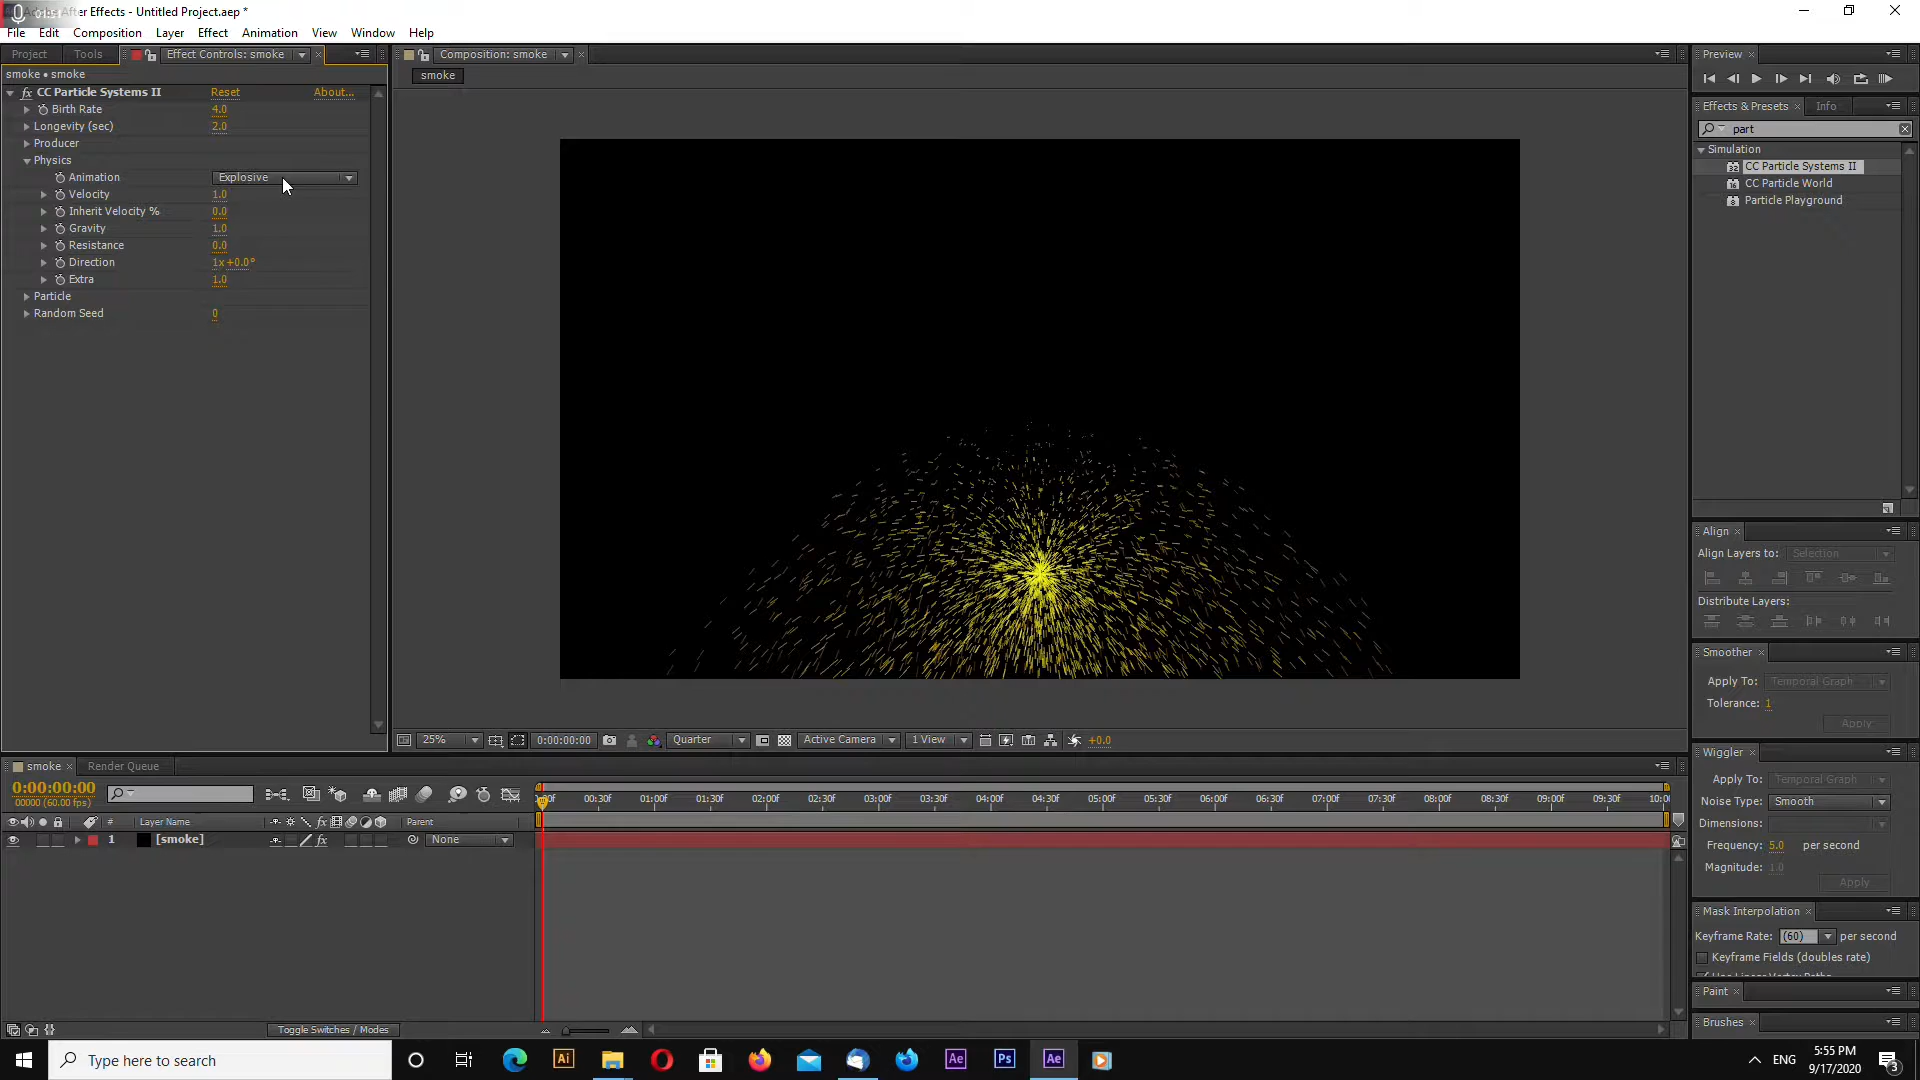 After Effects - Untitled Project.aep *
File Edit Composition Layer Effect Animation View Window Help
Project Tools Effect Controls: smoke
Composition: smoke
Preview
smoke • smoke
smoke
CC Particle Systems II Reset About...
Birth Rate 4.0
Longevity (sec) 2.0
Producer
Physics
Animation Explosive
Velocity 1.0
Inherit Velocity % 0.0
Gravity 1.0
Resistance 0.0
Direction 1x+0.0°
Extra 1.0
Particle
Random Seed 0
Effects & Presets Info
part
Simulation
32 CC Particle Systems II
16 CC Particle World
8 Particle Playground
Align
Align Layers to: Selection
Distribute Layers:
Smoother
Apply To: Temporal Graph
Tolerance: 1
Apply
Wiggler
Apply To: Temporal Graph
Noise Type: Smooth
Dimensions:
Frequency: 5.0 per second
Magnitude: 1.0
Apply
Mask Interpolation
Keyframe Rate: (60) per second
Keyframe Fields (doubles rate)
Use Linear Vertex Paths
Paint
Brushes
25% 0:00:00:00 Quarter Active Camera 1 View +0.0
smoke Render Queue
0:00:00:00
00000 (60.00 fps)
00:30f 01:00f 01:30f 02:00f 02:30f 03:00f 03:30f 04:00f 04:30f 05:00f 05:30f 06:00f 06:30f 07:00f 07:30f 08:00f 08:30f 09:00f 09:30f
# Layer Name Parent
1 [smoke] None
Toggle Switches / Modes
Type here to search
Ai Ae Ps Ae
ENG
5:55 PM
9/17/2020
3